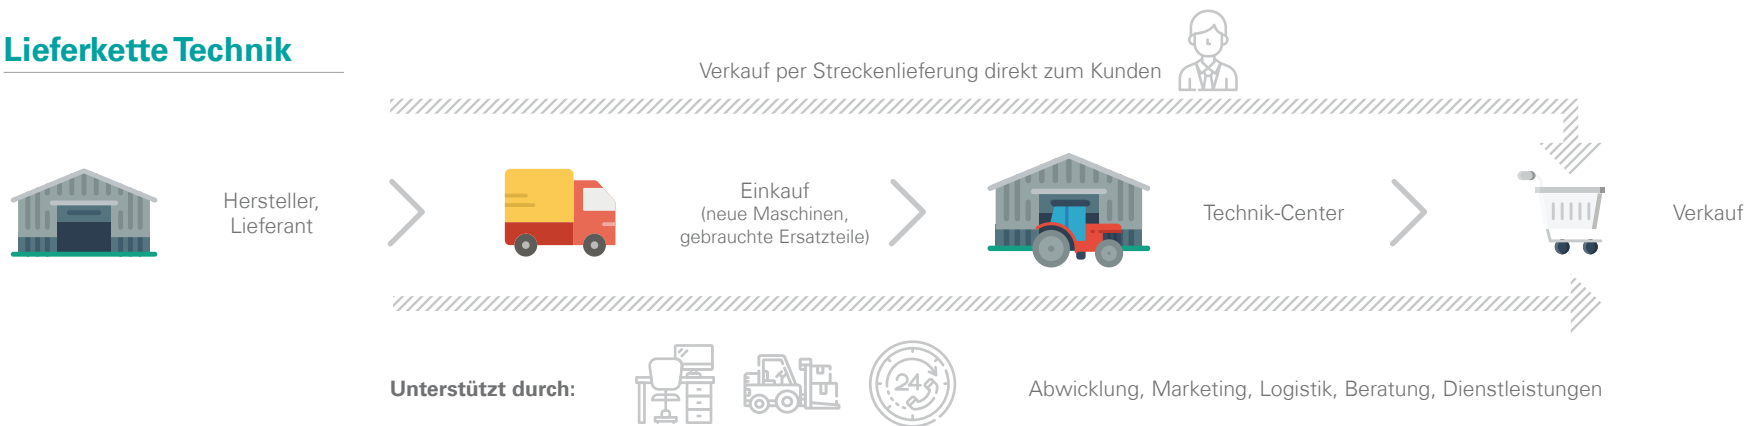 Lieferkette Technik
Verkauf per Streckenlieferung direkt zum Kunden
Hersteller,
Lieferant
Einkauf
(neue Maschinen,
gebrauchte Ersatzteile)
Technik-Center
Verkauf
Unterstützt durch:
24
Abwicklung, Marketing, Logistik, Beratung, Dienstleistungen